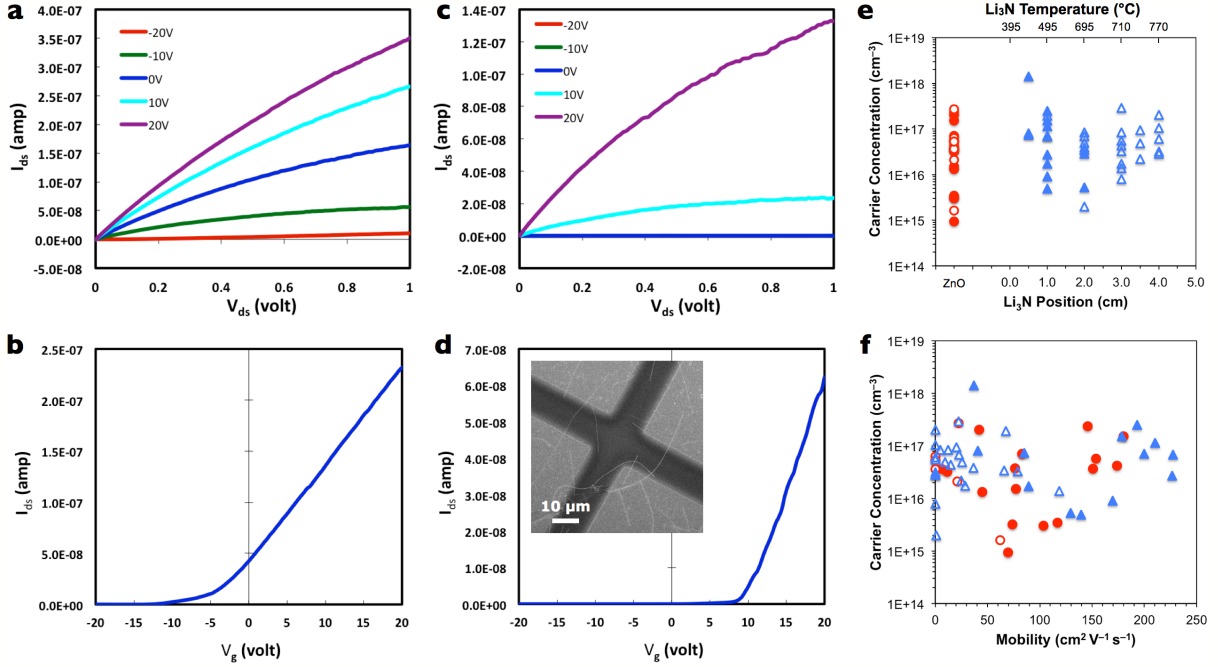 a
4.0E-07
3.5E-07
3.0E-07
2.5E-07
2.0E-07
1.5E-07
1.0E-07
5.0E-08
0.0E+00
-5.0E-08
Ids (amp)
-20V
-10V
0V
10V
20V
0 0.2 0.4 0.6 0.8 1
Vds (volt)
b
2.5E-07
2.0E-07
1.5E-07
1.0E-07
5.0E-08
0.0E+00
Ids (amp)
-20 -15 -10 -5 0 5 10 15 20
Vg (volt)
c
1.4E-07
1.2E-07
1.0E-07
8.0E-08
6.0E-08
4.0E-08
2.0E-08
0.0E+00
-2.0E-08
Ids (amp)
-20V
-10V
0V
10V
20V
0 0.2 0.4 0.6 0.8 1
Vds (volt)
d
7.0E-08
6.0E-08
5.0E-08
4.0E-08
3.0E-08
2.0E-08
1.0E-08
0.0E+00
Ids (amp)
10 µm
-20 -15 -10 -5 0 5 10 15 20
Vg (volt)
e
Li3N Temperature (°C)
395 495 695 710 770
1E+19
1E+18
1E+17
1E+16
1E+15
1E+14
Carrier Concentration (cm⁻³)
ZnO 0.0 1.0 2.0 3.0 4.0 5.0
Li3N Position (cm)
f
1E+19
1E+18
1E+17
1E+16
1E+15
1E+14
Carrier Concentration (cm⁻³)
0 50 100 150 200 250
Mobility (cm² V⁻¹ s⁻¹)